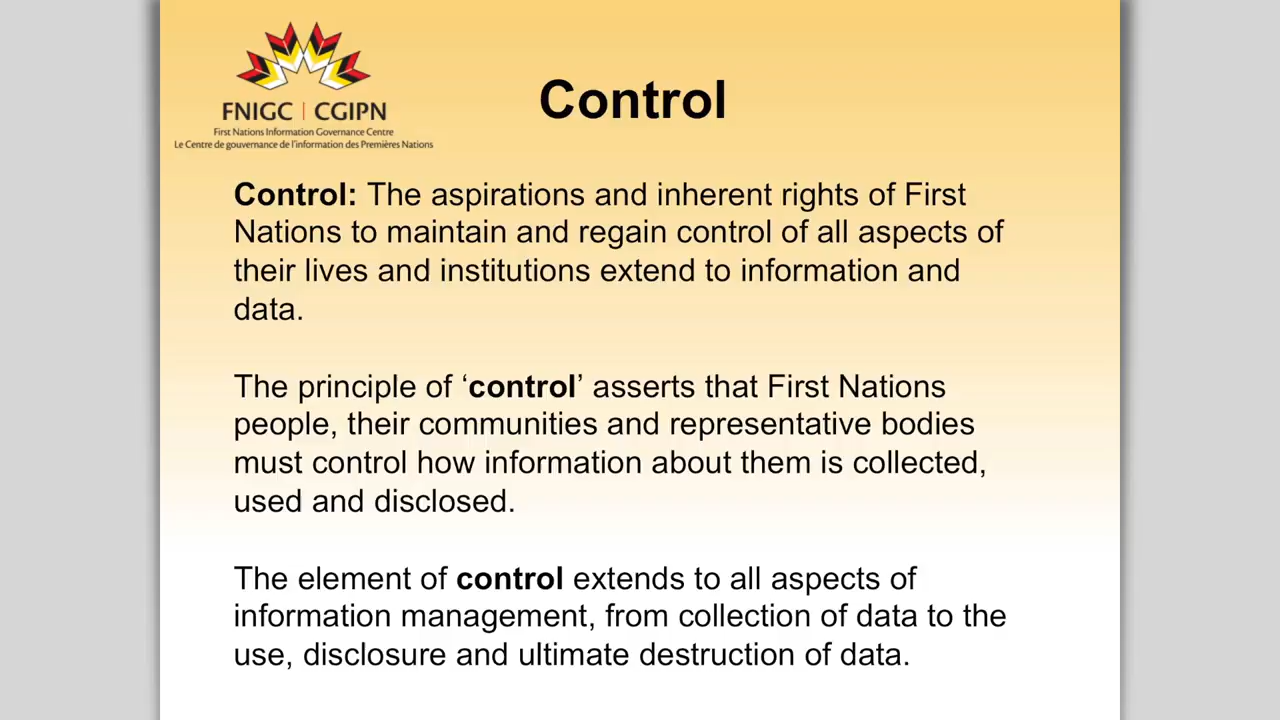 FNIGC | CGIPN
First Nations Information Governance Centre
Le Centre de gouvernance de l'information des Premières Nations
Control
Control: The aspirations and inherent rights of First
Nations to maintain and regain control of all aspects of
their lives and institutions extend to information and
data.
The principle of ‘control’ asserts that First Nations
people, their communities and representative bodies
must control how information about them is collected,
used and disclosed.
The element of control extends to all aspects of
information management, from collection of data to the
use, disclosure and ultimate destruction of data.